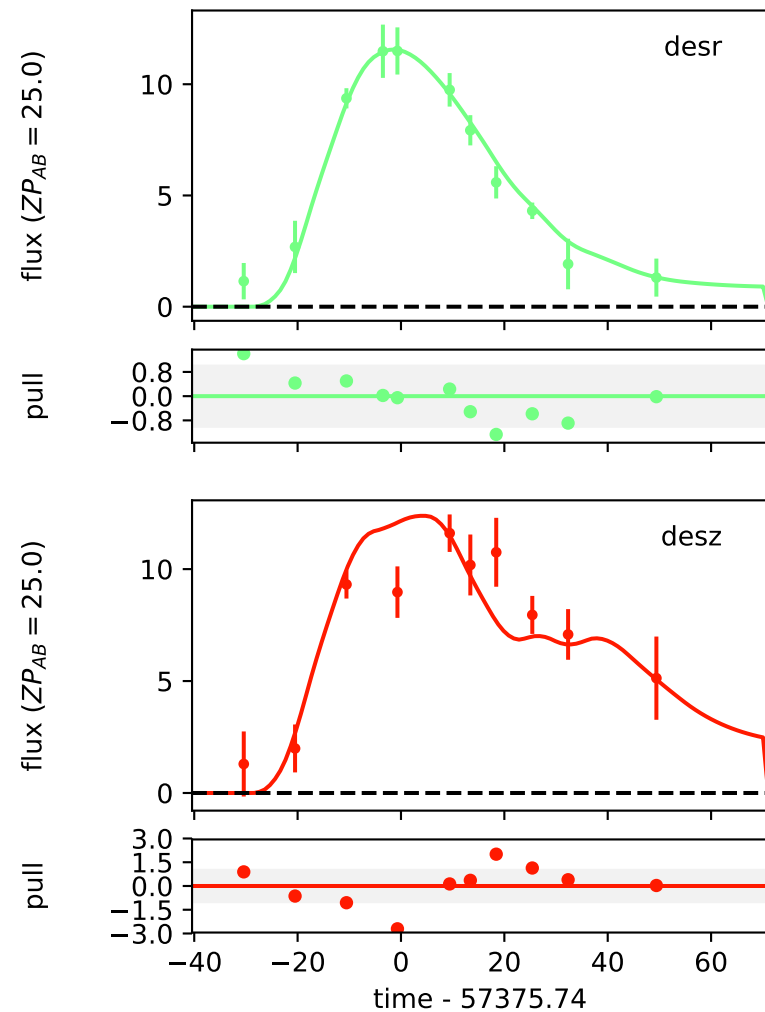 desr
flux (ZP_AB = 25.0)
10
5
0
pull
0.8
0.0
−0.8
desz
flux (ZP_AB = 25.0)
10
5
0
pull
3.0
1.5
0.0
−1.5
−3.0
−40 −20 0 20 40 60
time - 57375.74